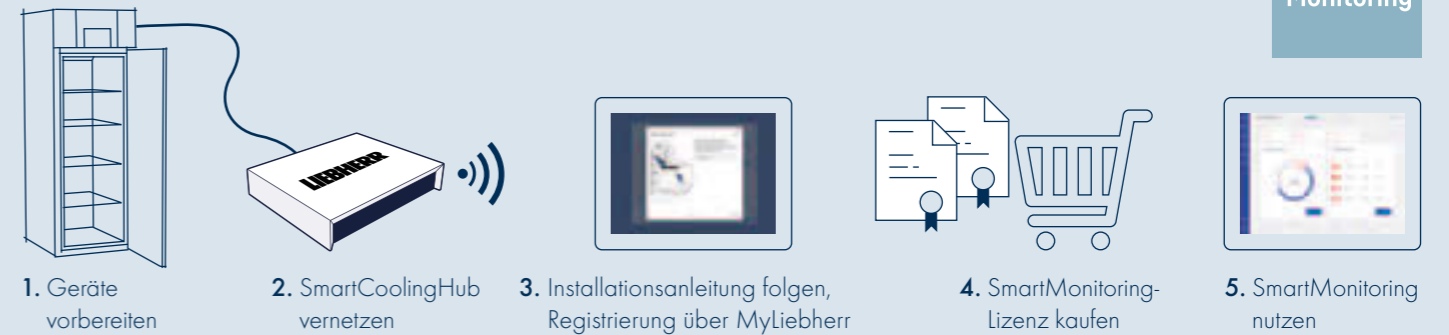 Monitoring
LIEBHERR
1. Geräte
vorbereiten
2. SmartCoolingHub
vernetzen
3. Installationsanleitung folgen,
Registrierung über MyLiebherr
4. SmartMonitoring-
Lizenz kaufen
5. SmartMonitoring
nutzen